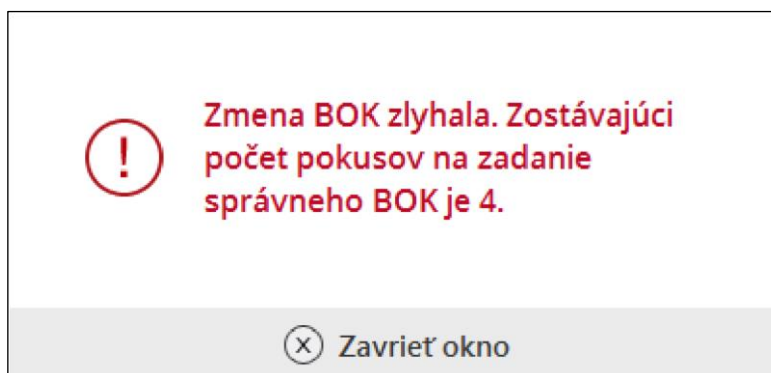 Zmena BOK zlyhala. Zostávajúci
počet pokusov na zadanie
správneho BOK je 4.
Zavrieť okno